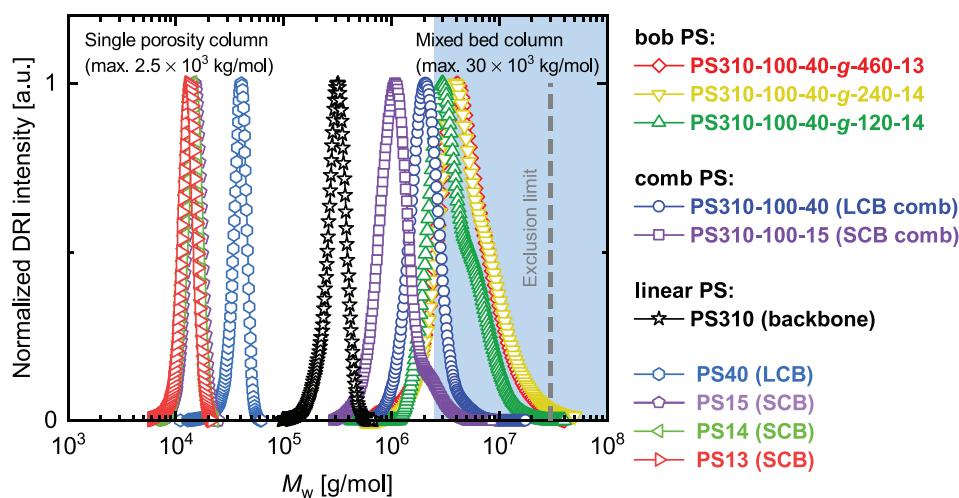 Single porosity column
(max. 2.5 × 10³ kg/mol)
Mixed bed column
(max. 30 × 10³ kg/mol)
Normalized DRI intensity [a.u.]
1
0
Exclusion limit
10³
10⁴
10⁵
10⁶
10⁷
10⁸
Mw [g/mol]
bob PS:
PS310-100-40-g-460-13
PS310-100-40-g-240-14
PS310-100-40-g-120-14
comb PS:
PS310-100-40 (LCB comb)
PS310-100-15 (SCB comb)
linear PS:
PS310 (backbone)
PS40 (LCB)
PS15 (SCB)
PS14 (SCB)
PS13 (SCB)